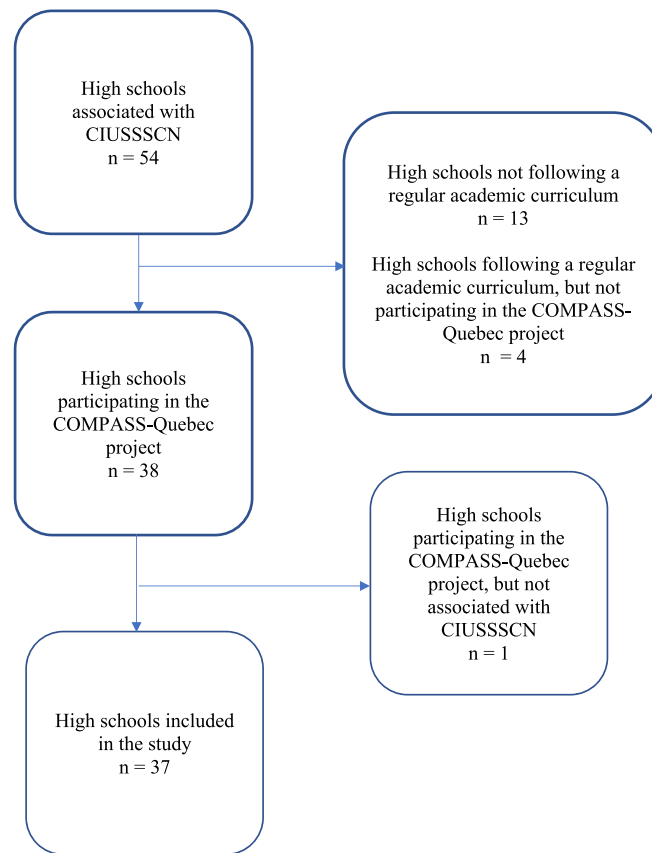 High schools
associated with
CIUSSSCN
n = 54
High schools not following a
regular academic curriculum
n = 13
High schools following a regular
academic curriculum, but not
participating in the COMPASS-
Quebec project
n = 4
High schools
participating in the
COMPASS-Quebec
project
n = 38
High schools
participating in the
COMPASS-Quebec
project, but not
associated with
CIUSSSCN
n = 1
High schools included
in the study
n = 37